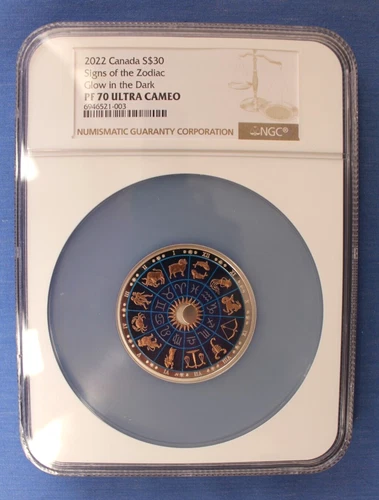 2022 Canada S$30
Signs of the Zodiac
Glow in the Dark
PF 70 ULTRA CAMEO
6946521-003
NUMISMATIC GUARANTY CORPORATION
NGC®